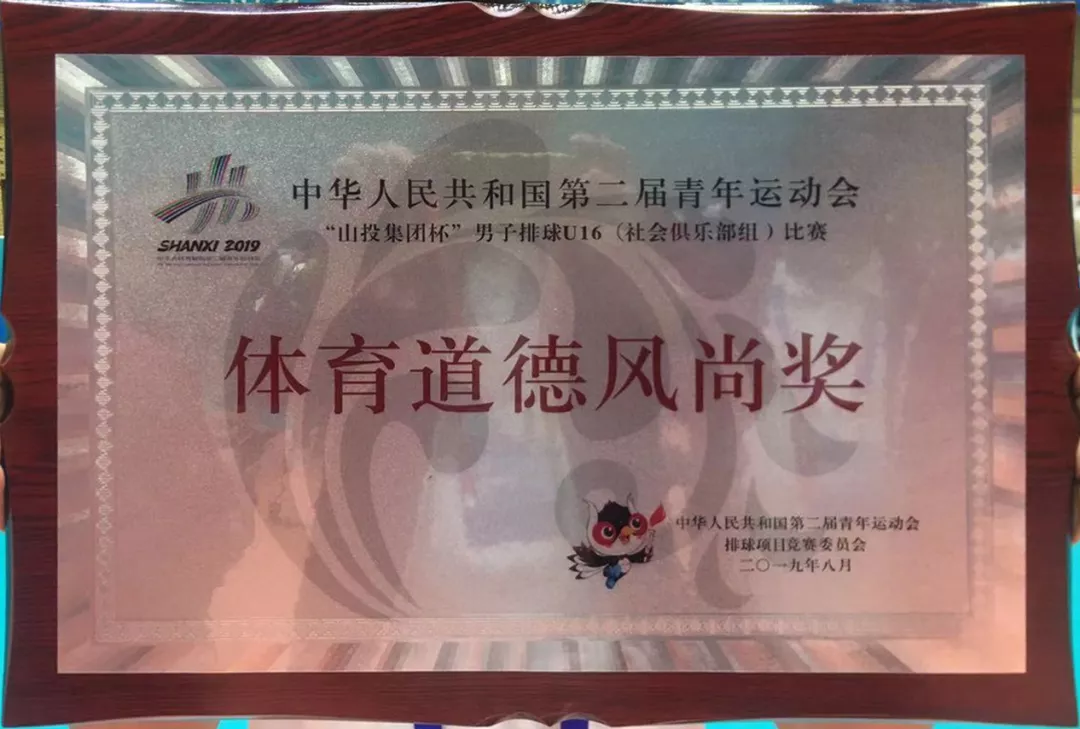 中华人民共和国第二届青年运动会
“山投集团杯”男子排球U16（社会俱乐部组）比赛
SHANXI 2019
体育道德风尚奖
中华人民共和国第二届青年运动会
排球项目竞赛委员会
二〇一九年八月